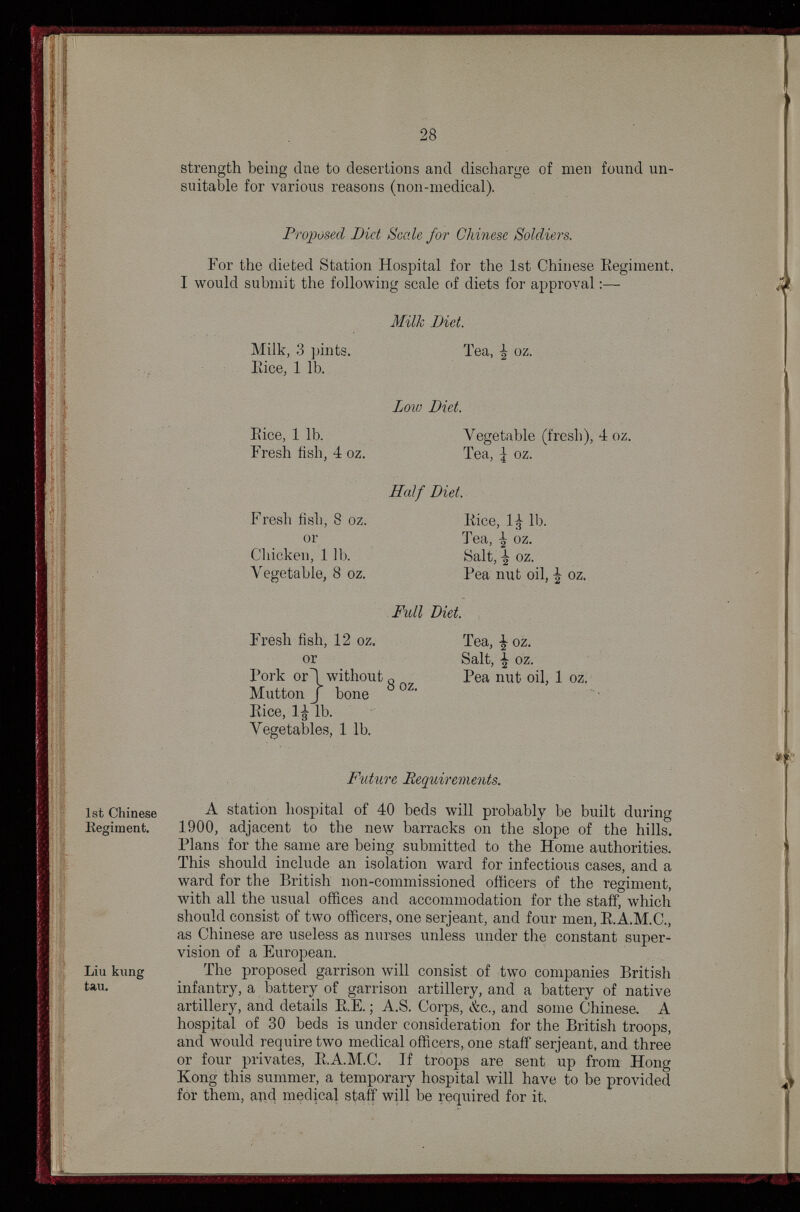 28
strength being due to desertions and discharge of men found un-
suitable for various reasons (non-medical).
Proposed Diet Scale for Chinese Soldiers.
For the dieted Station Hospital for the 1st Chinese Regiment,
I would submit the following scale of diets for approval :—
Milk Diet.
Milk, 3 pints. Tea, ½ oz.
Rice, 1 lb.
Low Diet.
Rice, 1 lb. Vegetable (fresh), 4 oz.
Fresh fish, 4 oz. Tea, ¼ oz.
Half Diet.
Fresh fish, 8 oz. Rice, 1⅓ lb.
or Tea, ½ oz.
Chicken, 1 lb. Salt, ½ oz.
Vegetable, 8 oz. Pea nut oil, ½ oz.
Full Diet.
Fresh fish, 12 oz. Tea, ½ oz.
or Salt, ½ oz.
Pork or } without 8 oz. Pea nut oil, 1 oz.
Mutton } bone
Rice, 1⅓ lb.
Vegetables, 1 lb.
Future Requirements.
1st Chinese Regiment.
A station hospital of 40 beds will probably be built during
1900, adjacent to the new barracks on the slope of the hills.
Plans for the same are being submitted to the Home authorities.
This should include an isolation ward for infectious cases, and a
ward for the British non-commissioned officers of the regiment,
with all the usual offices and accommodation for the staff, which
should consist of two officers, one serjeant, and four men, R.A.M.C.,
as Chinese are useless as nurses unless under the constant super-
vision of a European.
Liu kung tau.
The proposed garrison will consist of two companies British
infantry, a battery of garrison artillery, and a battery of native
artillery, and details R.E.; A.S. Corps, &c., and some Chinese. A
hospital of 30 beds is under consideration for the British troops,
and would require two medical officers, one staff serjeant, and three
or four privates, R.A.M.C. If troops are sent up from Hong
Kong this summer, a temporary hospital will have to be provided
for them, and medical staff will be required for it.